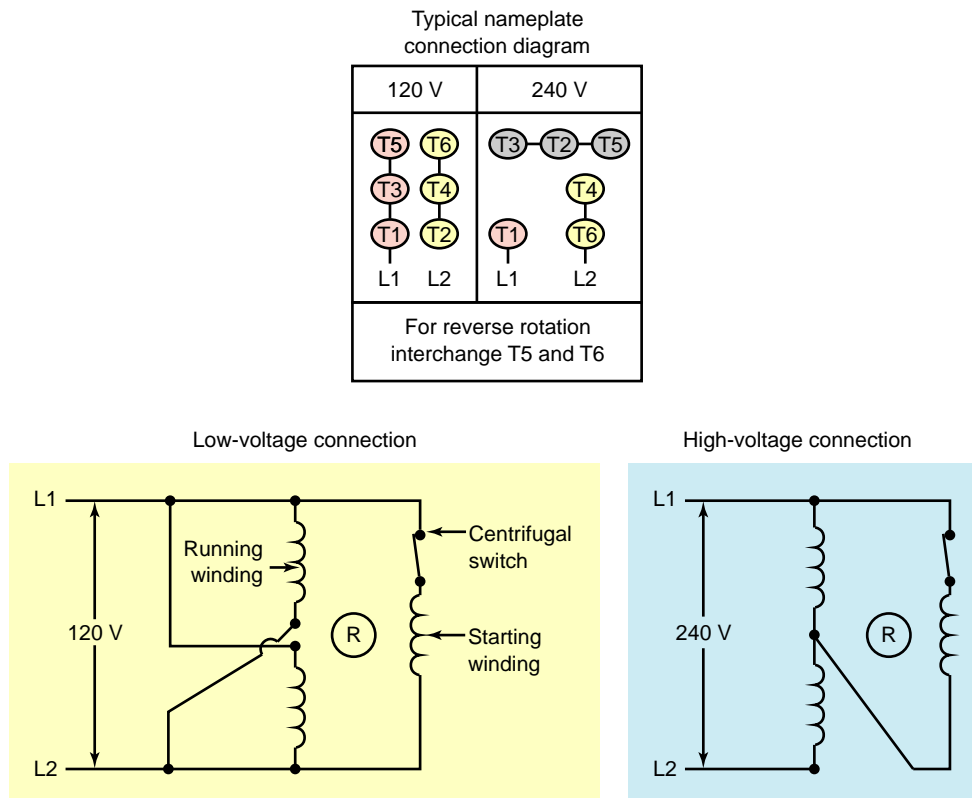 Typical nameplate
connection diagram
120 V 240 V
T5 T6 T3 T2 T5
T3 T4 T4
T1 T2 T1 T6
L1 L2 L1 L2
For reverse rotation
interchange T5 and T6
Low-voltage connection
L1
Running
winding
Centrifugal
switch
120 V
R
Starting
winding
L2
High-voltage connection
L1
240 V
R
L2